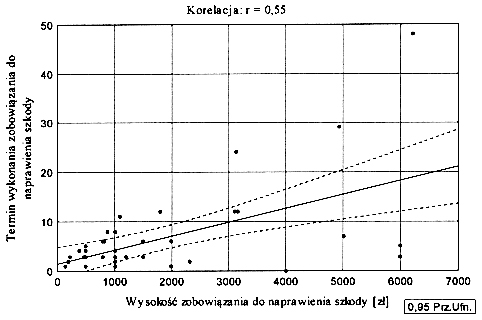 Korelacja: r = 0,55
Termin wykonania zobowiązania do
naprawienia szkody
50
40
30
20
10
0
0 1000 2000 3000 4000 5000 6000 7000
Wysokość zobowiązania do naprawienia szkody [zł]
0,95 Prz.Ufn.